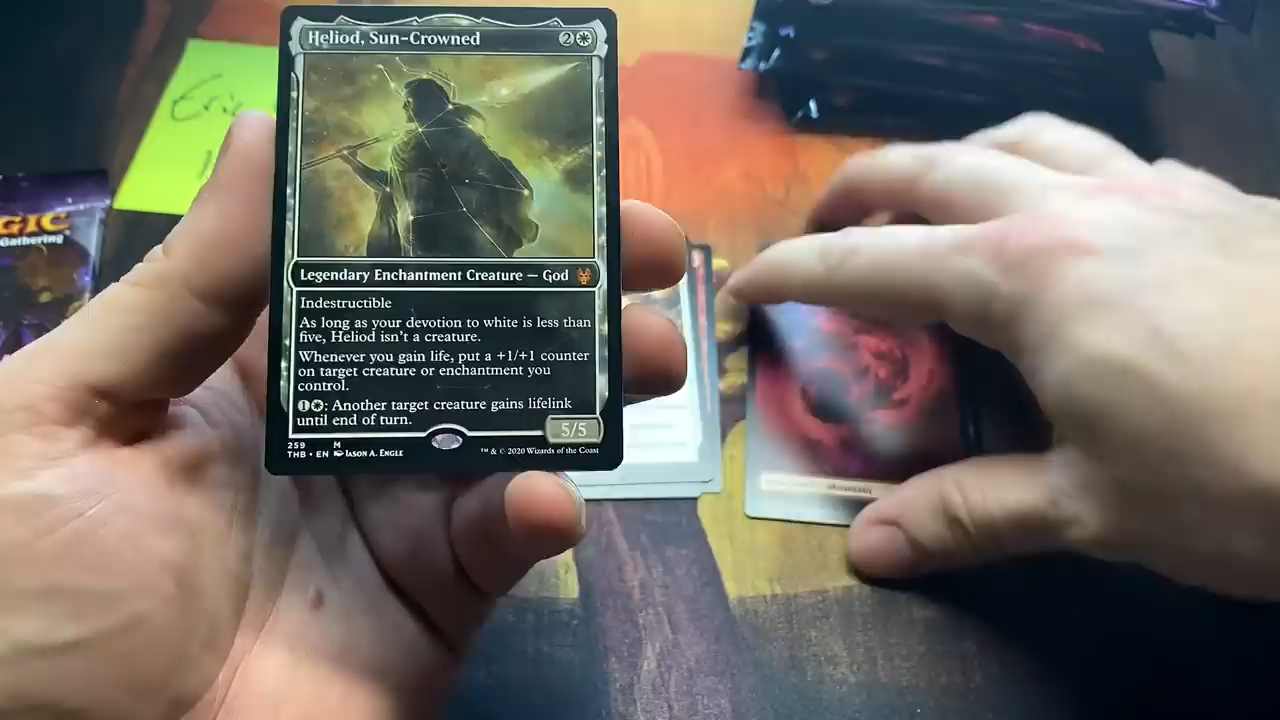 Heliod, Sun-Crowned 2
Legendary Enchantment Creature — God
Indestructible
As long as your devotion to white is less than
five, Heliod isn't a creature.
Whenever you gain life, put a +1/+1 counter
on target creature or enchantment you
control.
1: Another target creature gains lifelink
until end of turn.
5/5
259 M
THB • EN Jason A. Engle
™ & © 2020 Wizards of the Coast
Eric
GIC
Gathering